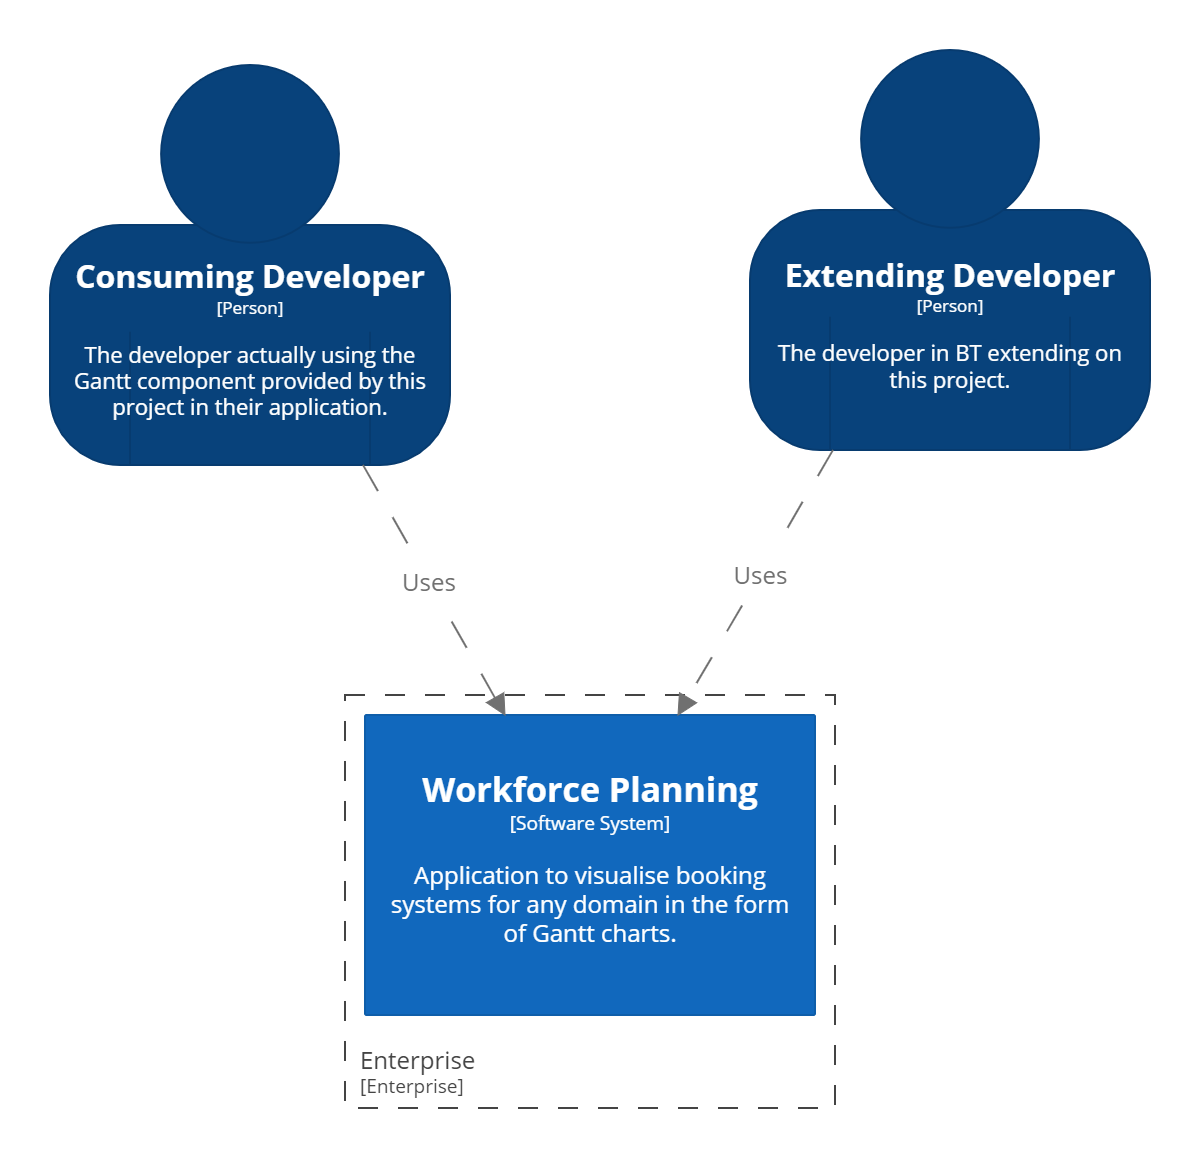 Consuming Developer
[Person]
The developer actually using the
Gantt component provided by this
project in their application.
Extending Developer
[Person]
The developer in BT extending on
this project.
Uses
Uses
Workforce Planning
[Software System]
Application to visualise booking
systems for any domain in the form
of Gantt charts.
Enterprise
[Enterprise]